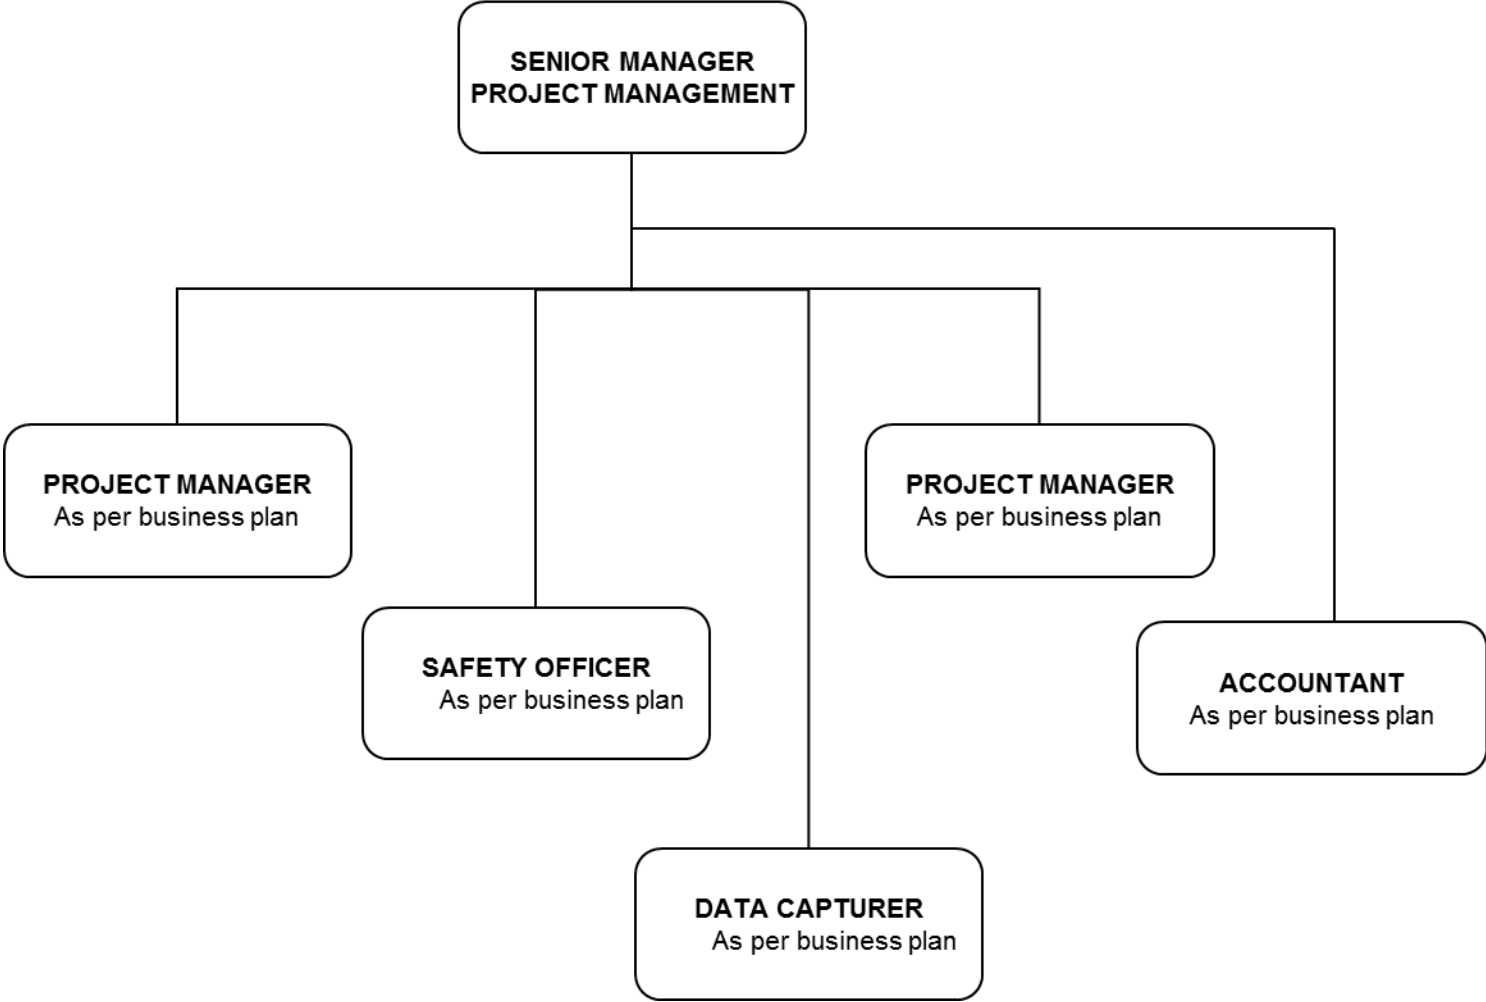 SENIOR MANAGER
PROJECT MANAGEMENT
PROJECT MANAGER
As per business plan
PROJECT MANAGER
As per business plan
SAFETY OFFICER
As per business plan
ACCOUNTANT
As per business plan
DATA CAPTURER
As per business plan